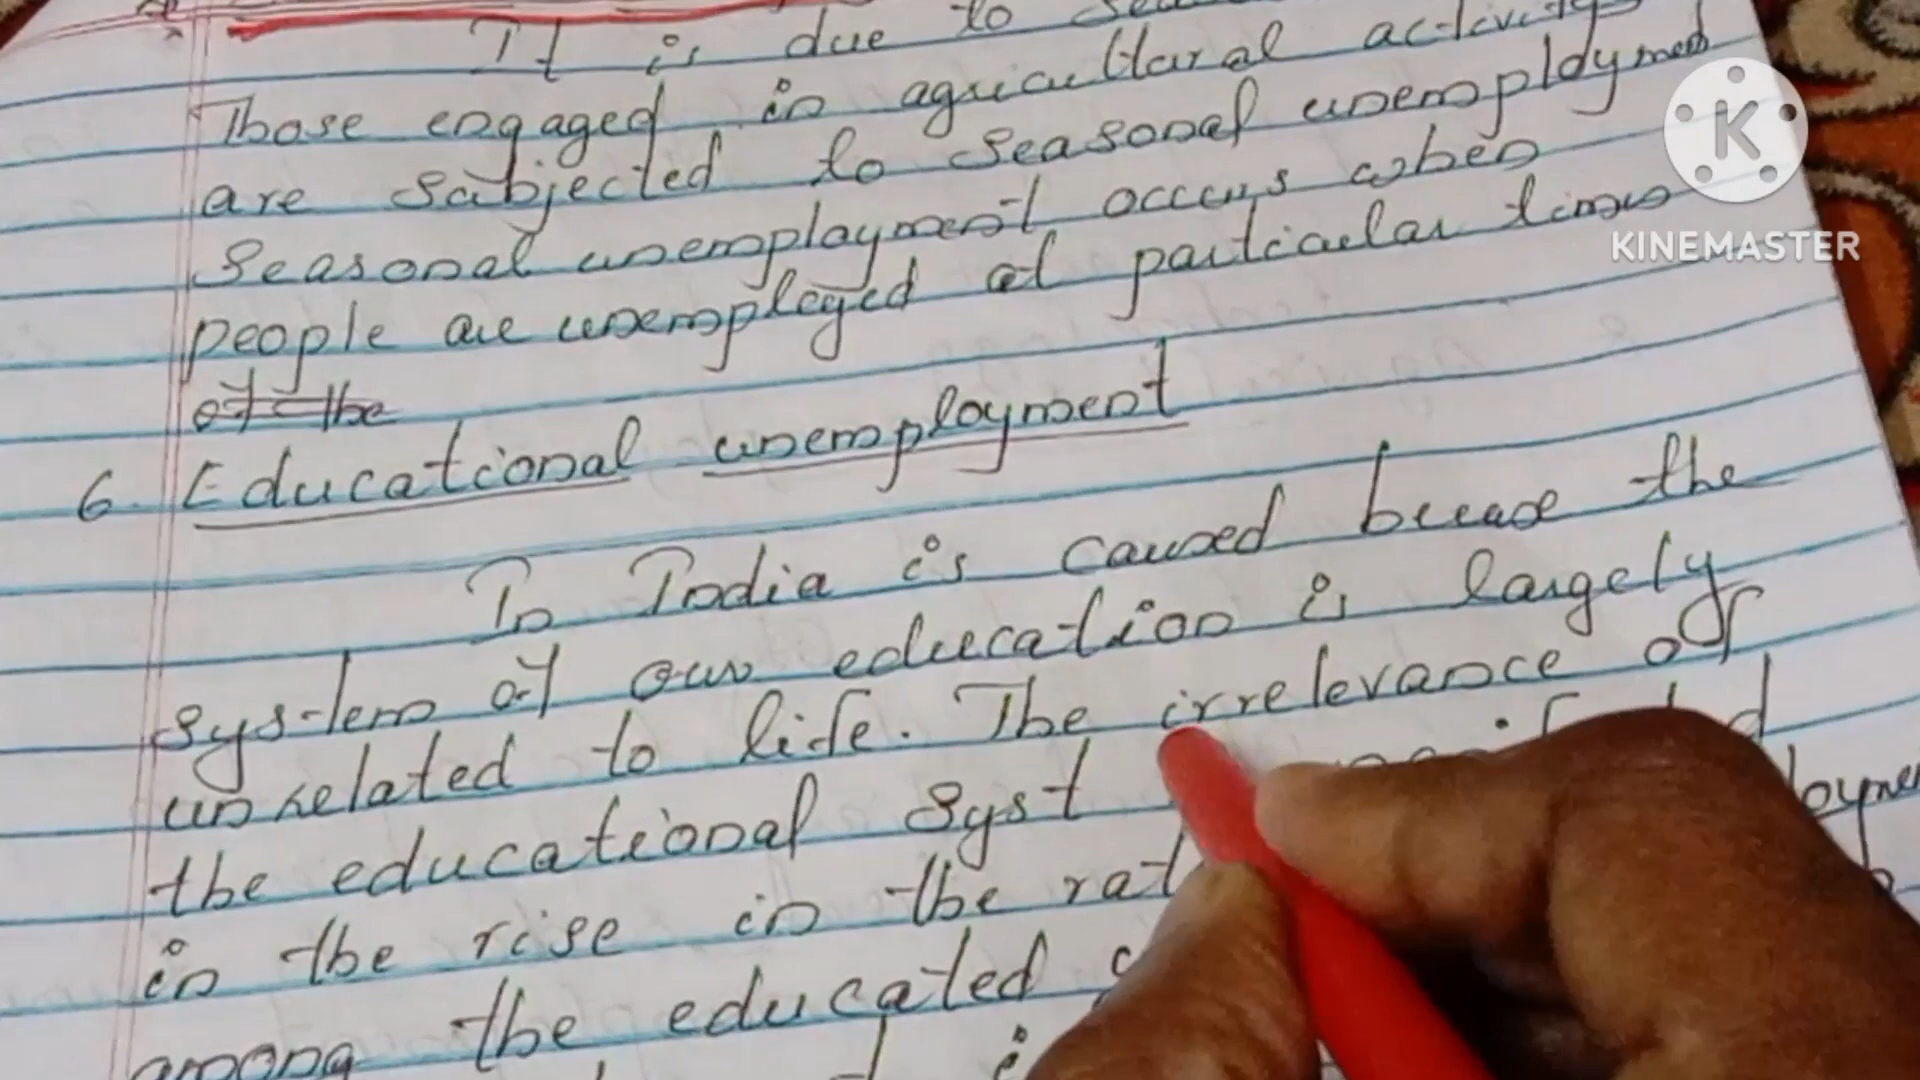 It is due to
Those engaged in agricultural activity
are subjected to seasonal unemployment
Seasonal unemployment occurs when
people are unemployed at particular times
of the
6. Educational unemployment
In India is caused becaue the
system of our education is largely
unrelated to life. The irrelevance of
the educational syst
in the rise in the rat
among the educated
KINEMASTER